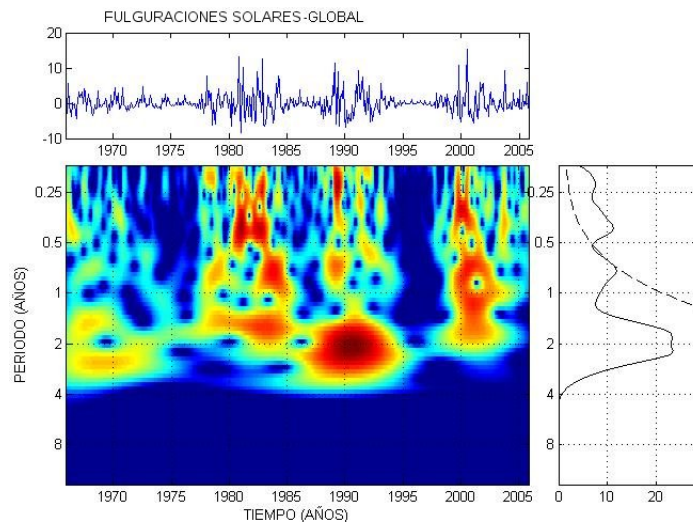 FULGURACIONES SOLARES-GLOBAL
20
10
0
-10
1970 1975 1980 1985 1990 1995 2000 2005
0.25 0.25
0.5 0.5
1 1
2 2
4 4
8 8
PERIODO (AÑOS)
1970 1975 1980 1985 1990 1995 2000 2005 0 10 20
TIEMPO (AÑOS)